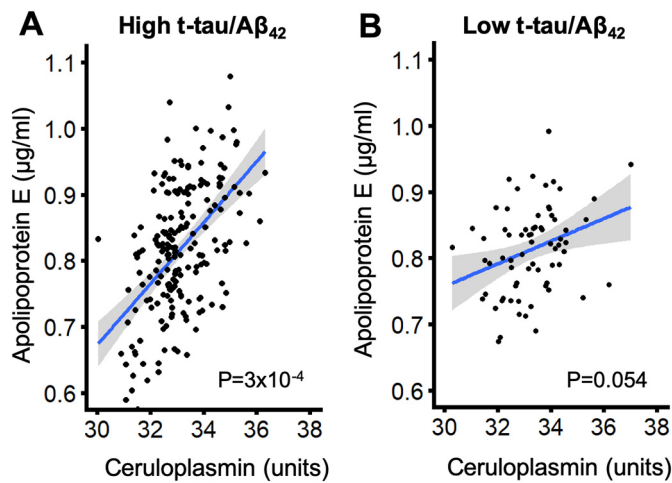 A High t-tau/Aβ₄₂
Apolipoprotein E (µg/ml)
1.1
1.0
0.9
0.8
0.7
0.6
P=3x10⁻⁴
30 32 34 36 38
Ceruloplasmin (units)
B Low t-tau/Aβ₄₂
Apolipoprotein E (µg/ml)
1.1
1.0
0.9
0.8
0.7
0.6
P=0.054
30 32 34 36 38
Ceruloplasmin (units)